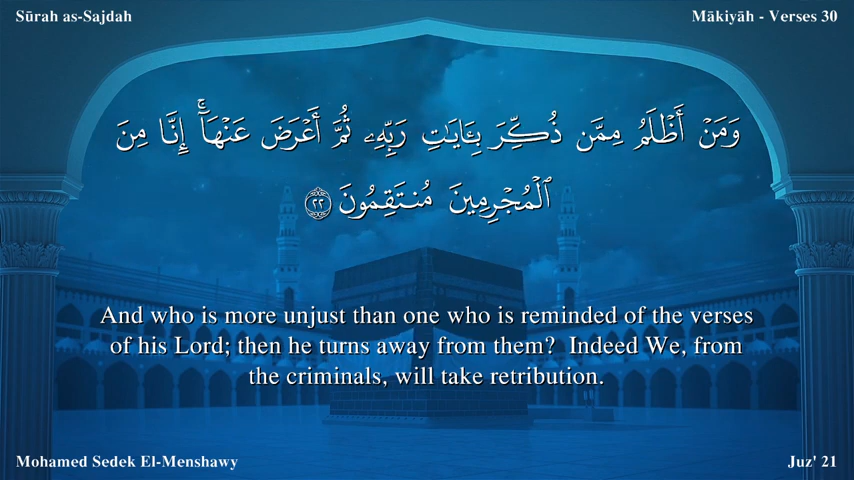 Sūrah as-Sajdah
Mākiyāh - Verses 30
وَمَنۡ أَظۡلَمُ مِمَّن ذُكِّرَ بِـَٔايَٰتِ رَبِّهِۦ ثُمَّ أَعۡرَضَ عَنۡهَآۚ إِنَّا مِنَ
ٱلۡمُجۡرِمِينَ مُنتَقِمُونَ ٢٢
And who is more unjust than one who is reminded of the verses
of his Lord; then he turns away from them?  Indeed We, from
the criminals, will take retribution.
Mohamed Sedek El-Menshawy
Juz' 21